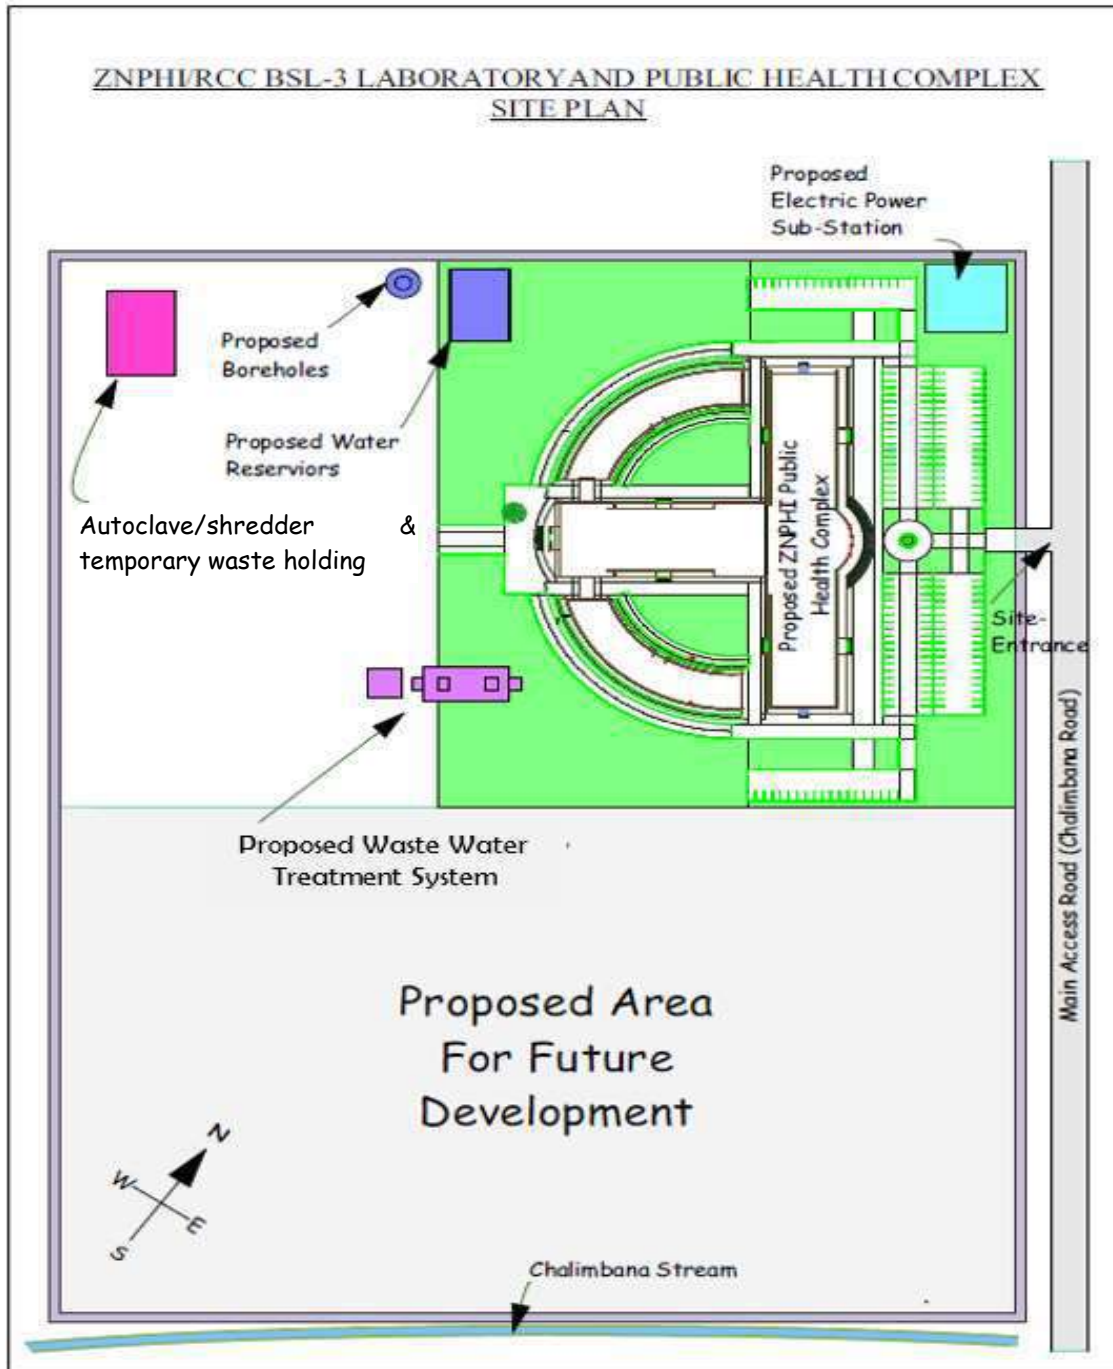 ZNPHI/RCC BSL-3 LABORATORY AND PUBLIC HEALTH COMPLEX
SITE PLAN
Proposed
Electric Power
Sub-Station
Proposed
Boreholes
Proposed Water
Reserviors
Autoclave/shredder &
temporary waste holding
Proposed ZNPHI Public
Health Complex
Site-
Entrance
Main Access Road (Chalimbana Road)
Proposed Waste Water
Treatment System
Proposed Area
For Future
Development
N
W
E
S
Chalimbana Stream